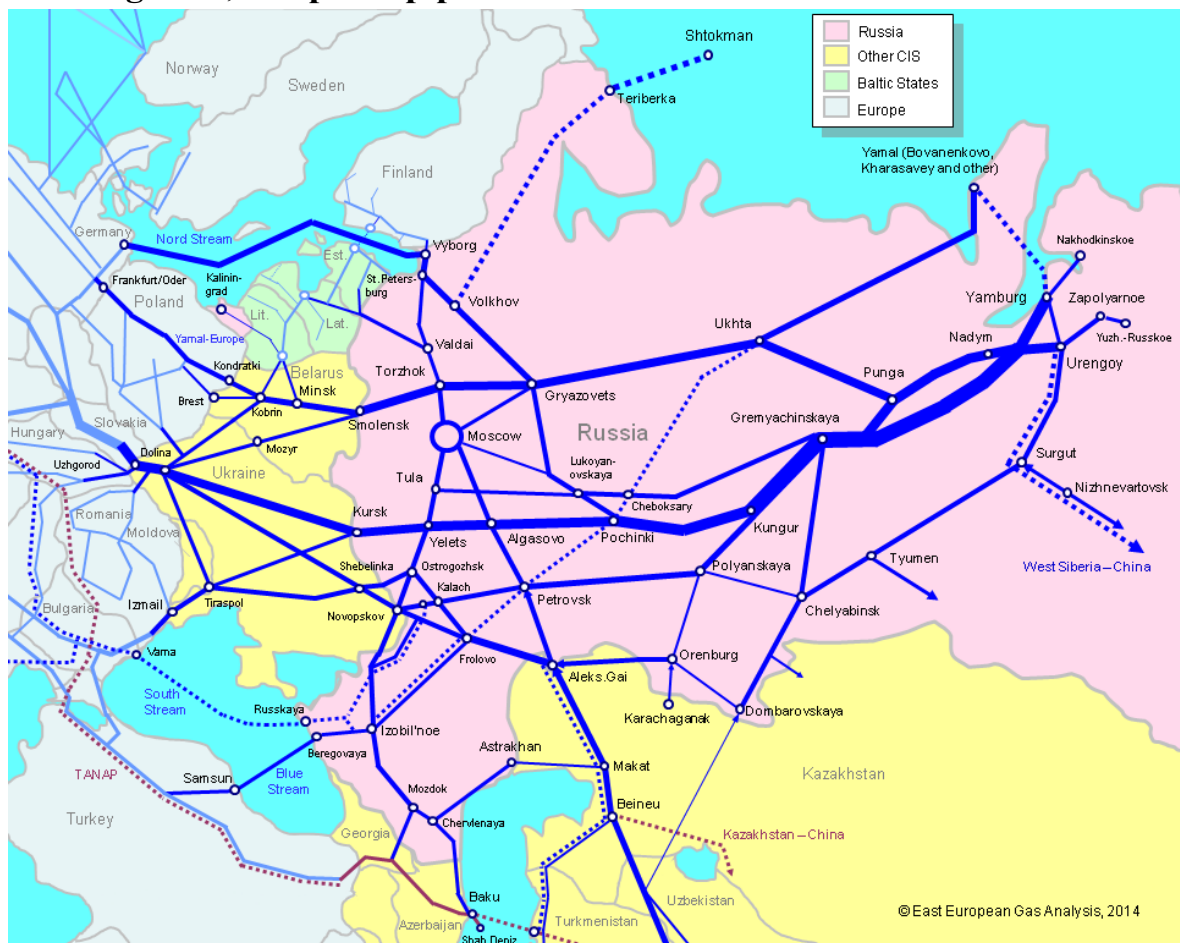 Shtokman
Russia
Other CIS
Baltic States
Europe
Norway
Sweden
Teriberka
Finland
Yamal (Bovanenkovo,
Kharasavey and other)
Germany
Nord Stream
Vyborg
Est.
Nakhodkinskoe
Frankfurt/Oder
Kalinin-
grad
St.Peters-
burg
Volkhov
Yamburg
Zapolyarnoe
Poland
Lit.
Lat.
Ukhta
Yamal-Europe
Valdai
Nadym
Yuzh.-Russkoe
Urengoy
Kondratki
Belarus
Torzhok
Punga
Brest
Minsk
Kobrin
Gryazovets
Gremyachinskaya
Slovakia
Smolensk
Moscow
Russia
Hungary
Dolina
Mozyr
Surgut
Uzhgorod
Ukraine
Tula
Lukoyan-
ovskaya
Cheboksary
Nizhnevartovsk
Romania
Kursk
Kungur
Moldova
Yelets
Algasovo
Pochinki
Tyumen
Shebelinka
Ostrogozhsk
Polyanskaya
West Siberia–China
Kalach
Izmail
Tiraspol
Petrovsk
Chelyabinsk
Bulgaria
Novopskov
Varna
Frolovo
Orenburg
Aleks.Gai
South
Stream
Russkaya
Karachaganak
Dombarovskaya
Izobil'noe
Beregovaya
Astrakhan
TANAP
Samsun
Blue
Stream
Makat
Kazakhstan
Mozdok
Beineu
Turkey
Chervlenaya
Kazakhstan–China
Georgia
Uzbekistan
Baku
Azerbaijan
Turkmenistan
©East European Gas Analysis, 2014
Shah Deniz